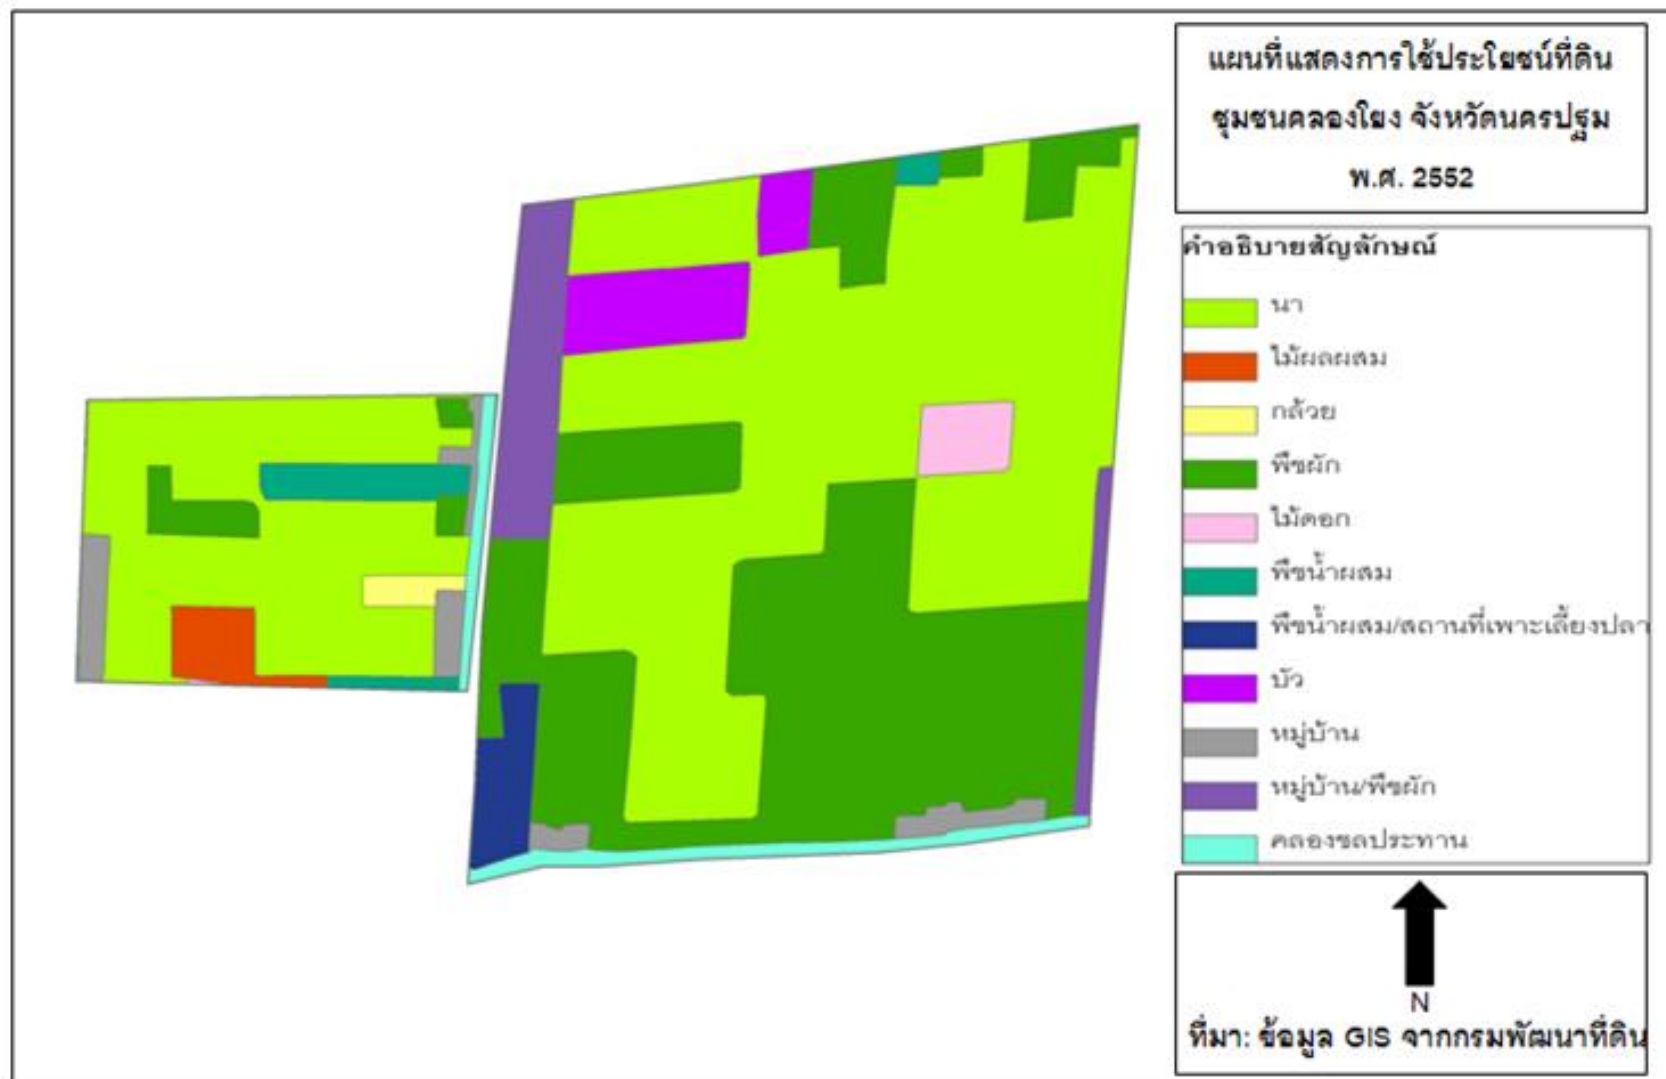 แผนที่แสดงการใช้ประโยชน์ที่ดิน
ชุมชนคลองโยง จังหวัดนครปฐม
พ.ศ. 2552
คำอธิบายสัญลักษณ์
นา
ไม้ผลผสม
กล้วย
พืชผัก
ไม้ดอก
พืชน้ำผสม
พืชน้ำผสม/สถานที่เพาะเลี้ยงปลา
บัว
หมู่บ้าน
หมู่บ้าน/พืชผัก
คลองชลประทาน
N
ที่มา: ข้อมูล GIS จากกรมพัฒนาที่ดิน